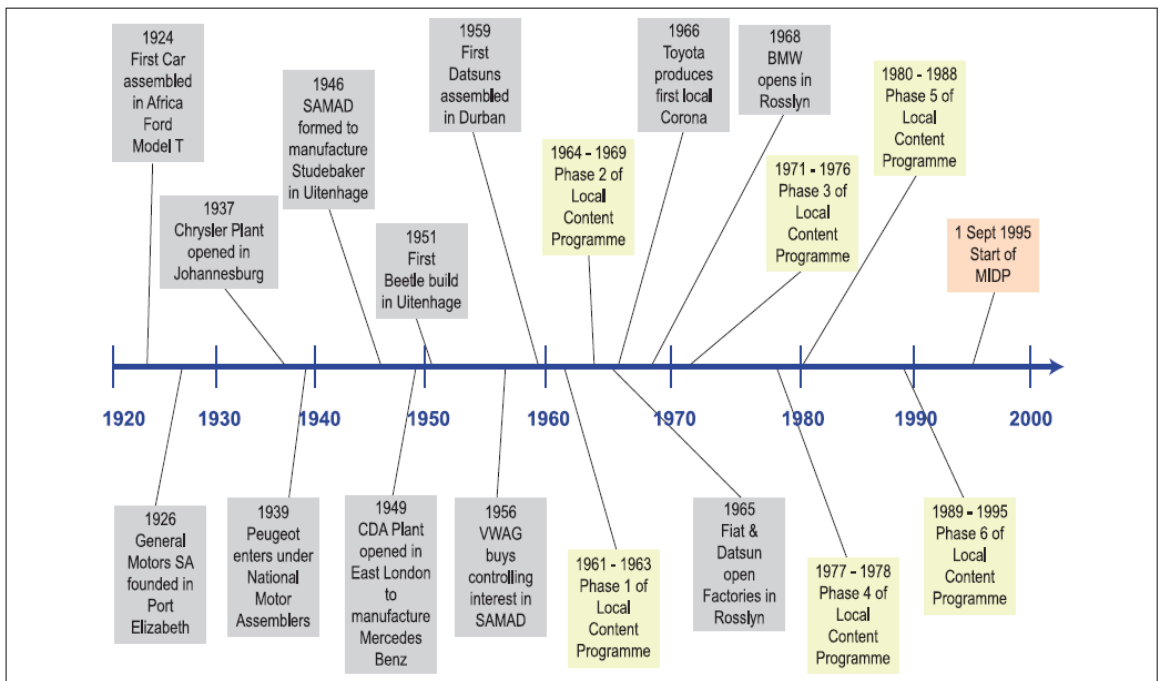 1924
First Car
assembled
in Africa
Ford
Model T
1937
Chrysler Plant
opened in
Johannesburg
1946
SAMAD
formed to
manufacture
Studebaker
in Uitenhage
1951
First
Beetle build
in Uitenhage
1959
First
Datsuns
assembled
in Durban
1964 - 1969
Phase 2 of
Local
Content
Programme
1966
Toyota
produces
first local
Corona
1968
BMW
opens in
Rosslyn
1971 - 1976
Phase 3 of
Local
Content
Programme
1980 - 1988
Phase 5 of
Local
Content
Programme
1 Sept 1995
Start of
MIDP
1920 1930 1940 1950 1960 1970 1980 1990 2000
1926
General
Motors SA
founded in
Port
Elizabeth
1939
Peugeot
enters under
National
Motor
Assemblers
1949
CDA Plant
opened in
East London
to
manufacture
Mercedes
Benz
1956
VWAG
buys
controlling
interest in
SAMAD
1961 - 1963
Phase 1 of
Local
Content
Programme
1965
Fiat &
Datsun
open
Factories in
Rosslyn
1977 - 1978
Phase 4 of
Local
Content
Programme
1989 - 1995
Phase 6 of
Local
Content
Programme